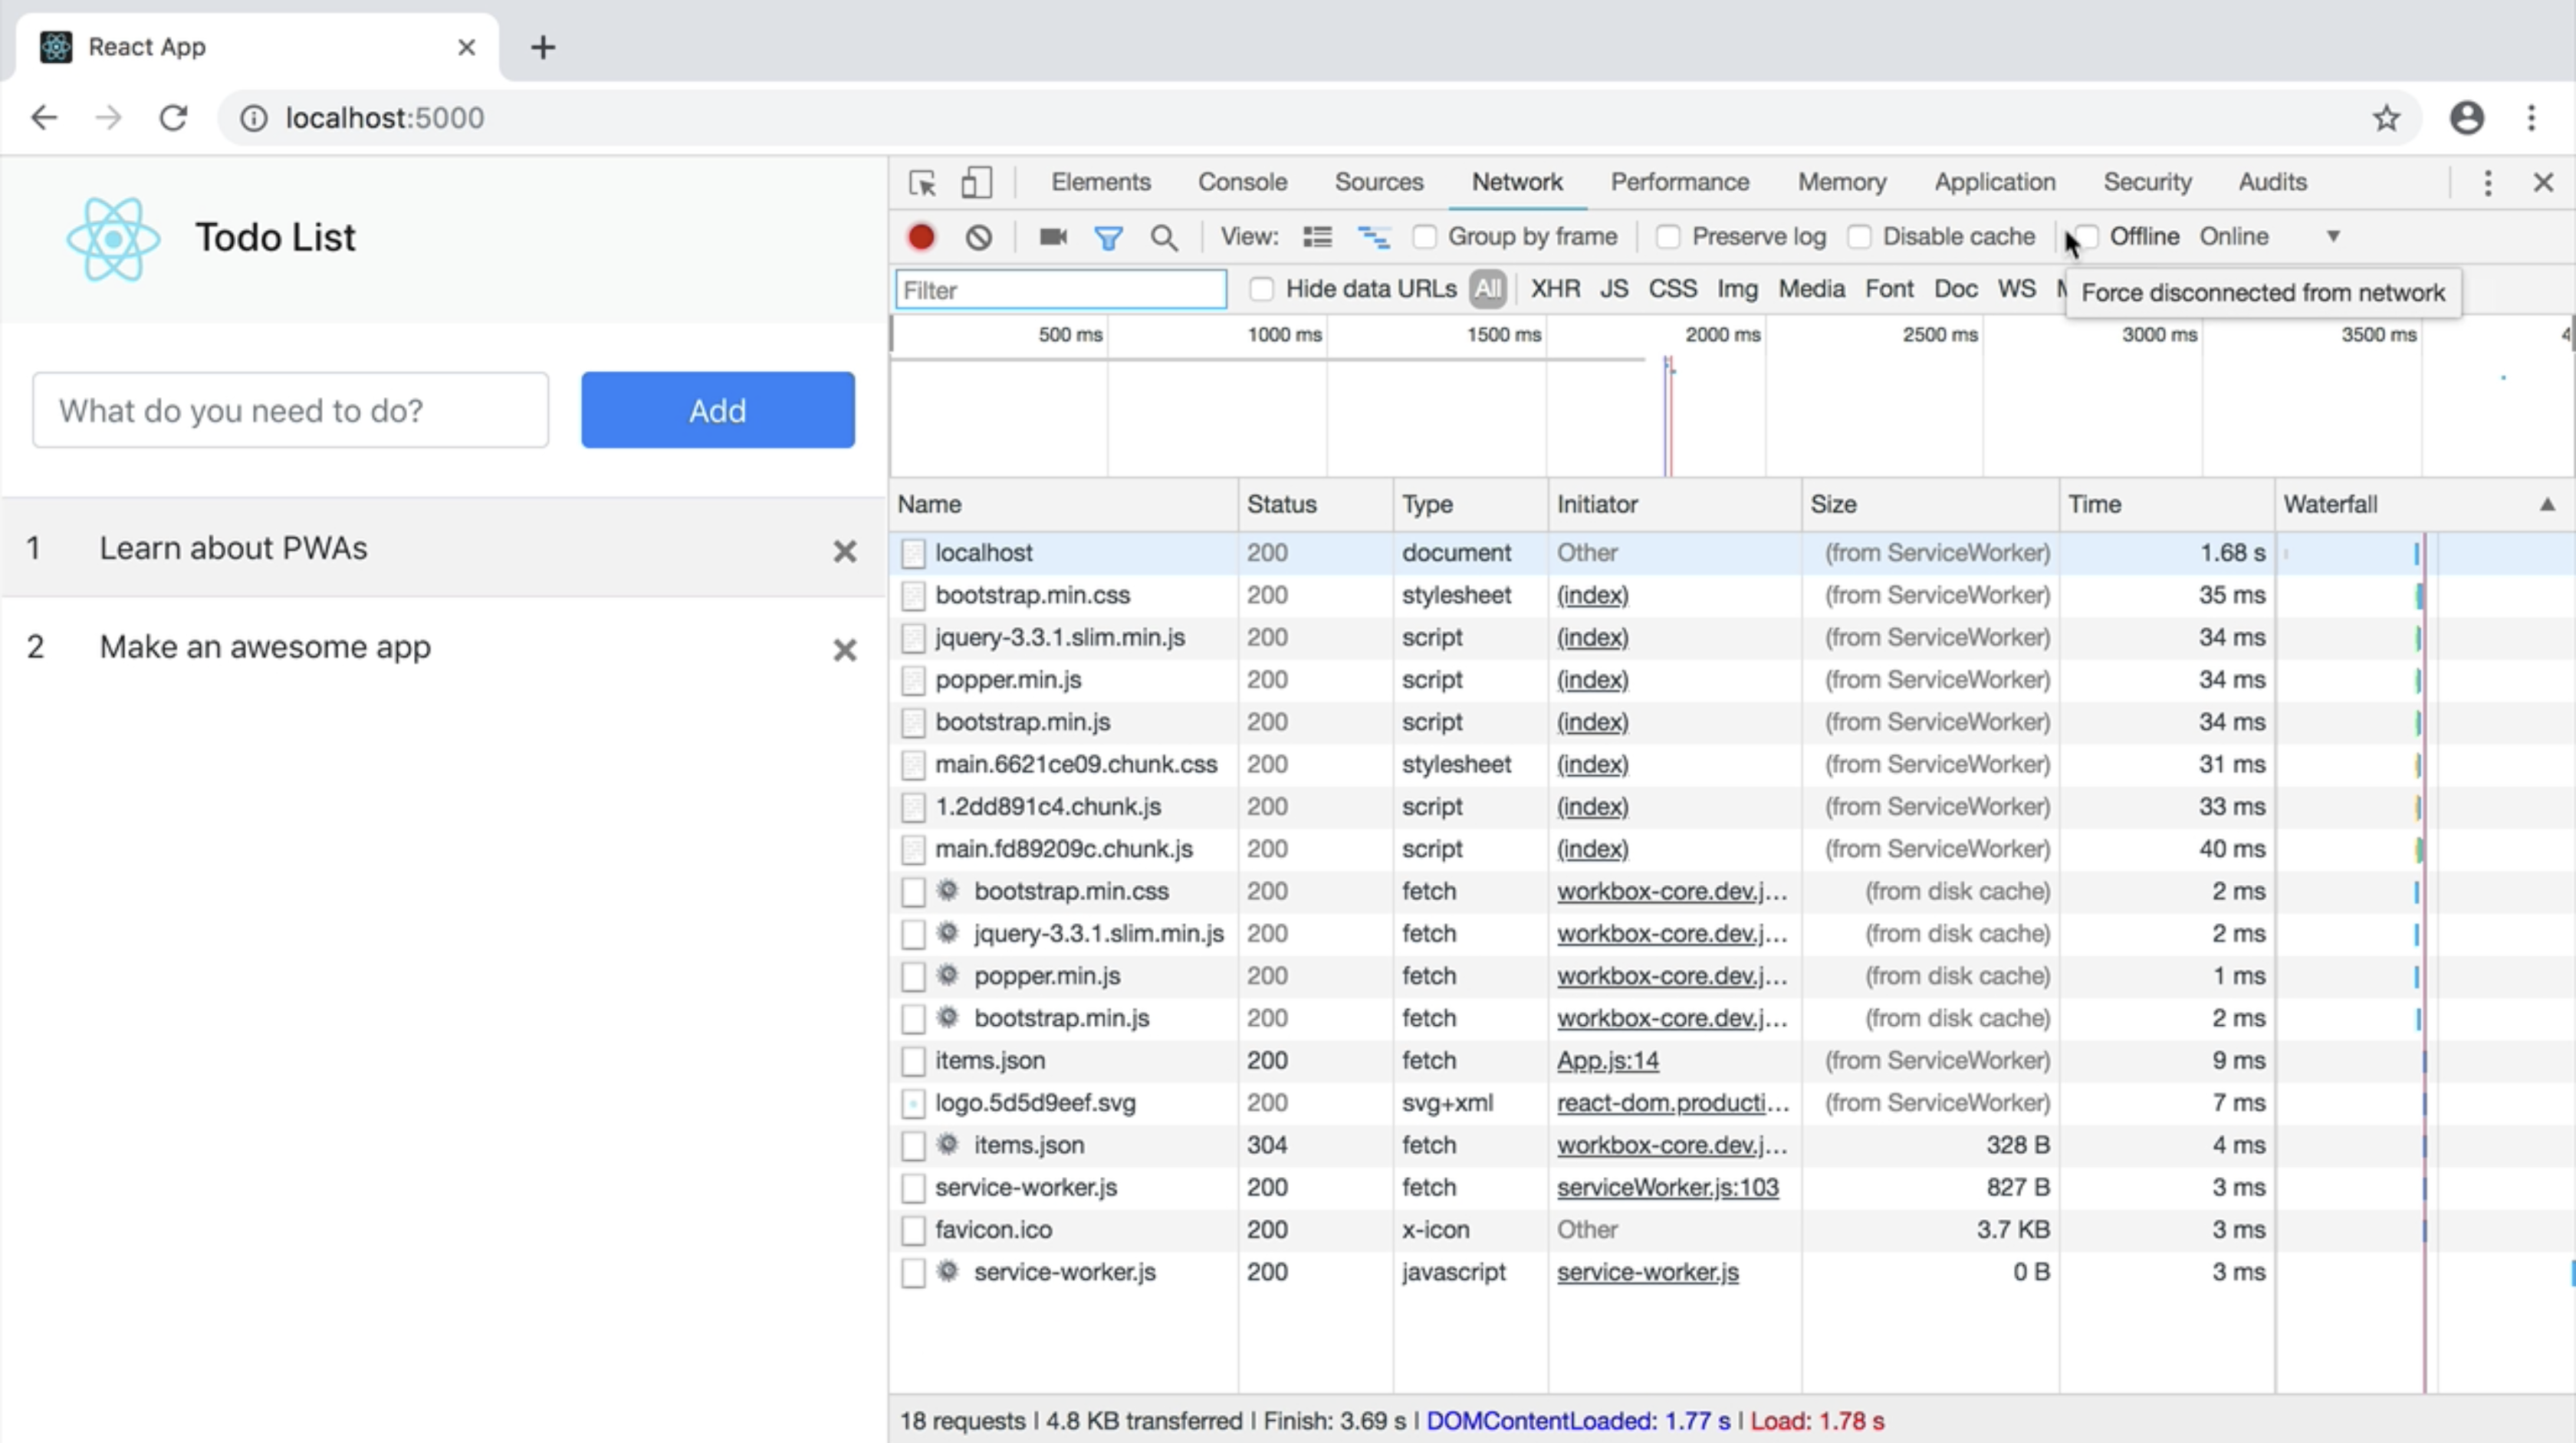 React App
localhost:5000
Todo List
What do you need to do?
Add
1 Learn about PWAs
2 Make an awesome app
Elements Console Sources Network Performance Memory Application Security Audits
View: Group by frame Preserve log Disable cache Offline Online
Filter Hide data URLs All XHR JS CSS Img Media Font Doc WS
Force disconnected from network
500 ms 1000 ms 1500 ms 2000 ms 2500 ms 3000 ms 3500 ms 4
Name Status Type Initiator Size Time Waterfall
localhost 200 document Other (from ServiceWorker) 1.68 s
bootstrap.min.css 200 stylesheet (index) (from ServiceWorker) 35 ms
jquery-3.3.1.slim.min.js 200 script (index) (from ServiceWorker) 34 ms
popper.min.js 200 script (index) (from ServiceWorker) 34 ms
bootstrap.min.js 200 script (index) (from ServiceWorker) 34 ms
main.6621ce09.chunk.css 200 stylesheet (index) (from ServiceWorker) 31 ms
1.2dd891c4.chunk.js 200 script (index) (from ServiceWorker) 33 ms
main.fd89209c.chunk.js 200 script (index) (from ServiceWorker) 40 ms
bootstrap.min.css 200 fetch workbox-core.dev.j... (from disk cache) 2 ms
jquery-3.3.1.slim.min.js 200 fetch workbox-core.dev.j... (from disk cache) 2 ms
popper.min.js 200 fetch workbox-core.dev.j... (from disk cache) 1 ms
bootstrap.min.js 200 fetch workbox-core.dev.j... (from disk cache) 2 ms
items.json 200 fetch App.js:14 (from ServiceWorker) 9 ms
logo.5d5d9eef.svg 200 svg+xml react-dom.producti... (from ServiceWorker) 7 ms
items.json 304 fetch workbox-core.dev.j... 328 B 4 ms
service-worker.js 200 fetch serviceWorker.js:103 827 B 3 ms
favicon.ico 200 x-icon Other 3.7 KB 3 ms
service-worker.js 200 javascript service-worker.js 0 B 3 ms
18 requests | 4.8 KB transferred | Finish: 3.69 s | DOMContentLoaded: 1.77 s | Load: 1.78 s